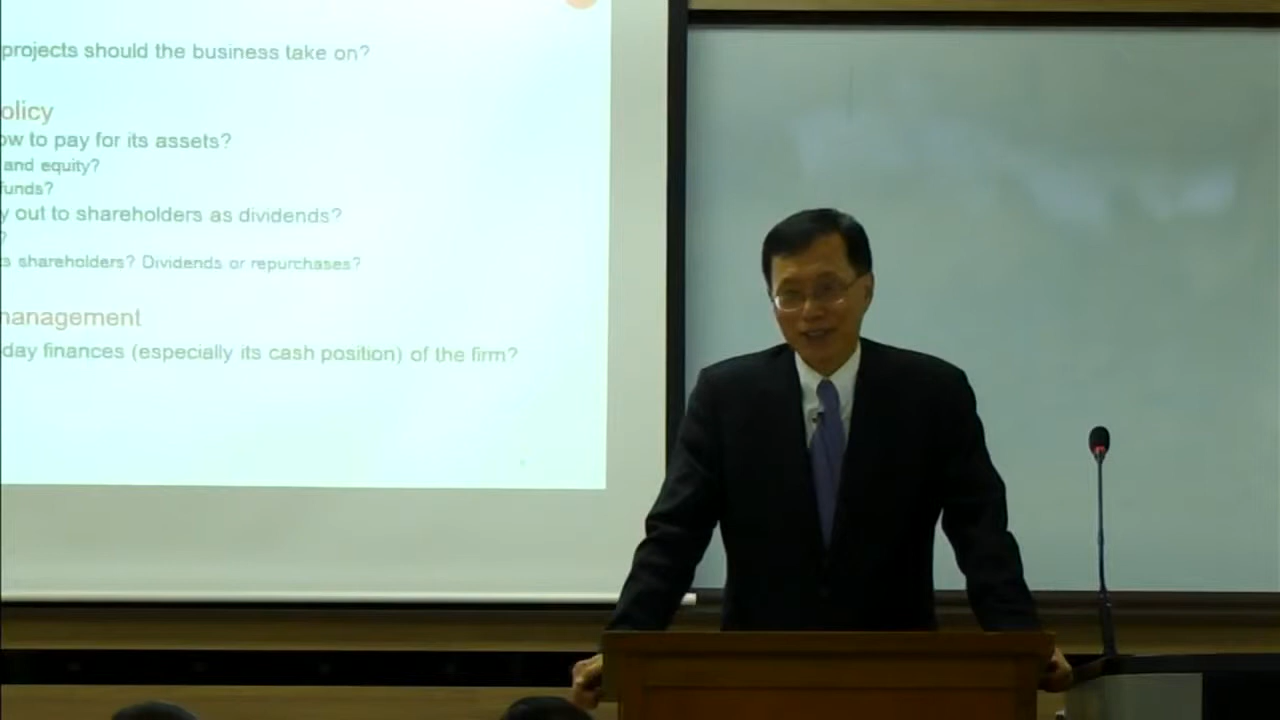 projects should the business take on?
olicy
ow to pay for its assets?
and equity?
funds?
y out to shareholders as dividends?
?
s shareholders? Dividends or repurchases?
management
day finances (especially its cash position) of the firm?